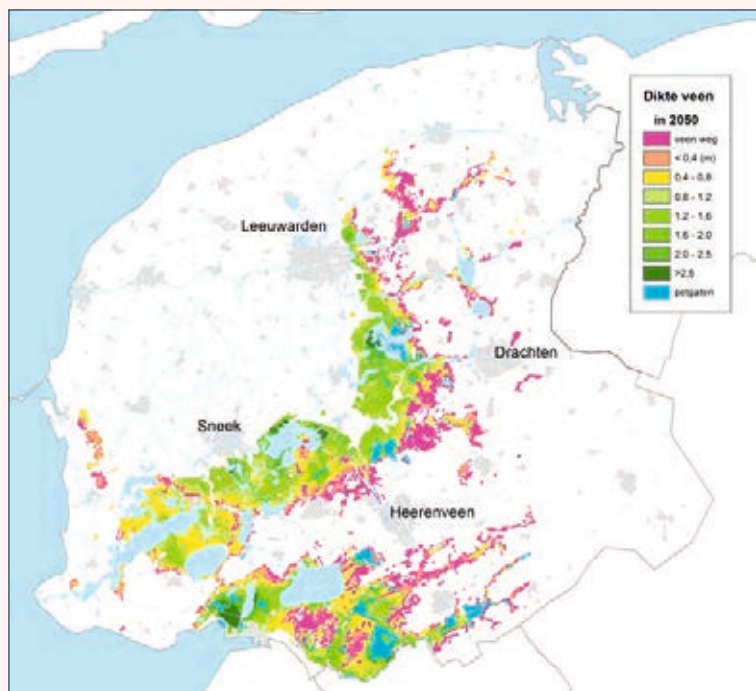 Dikte veen
in 2050
veen weg
< 0,4 (m)
0,4 - 0,8
0,8 - 1,2
1,2 - 1,6
1,6 - 2,0
2,0 - 2,5
>2,5
petgaten
Leeuwarden
Drachten
Sneek
Heerenveen